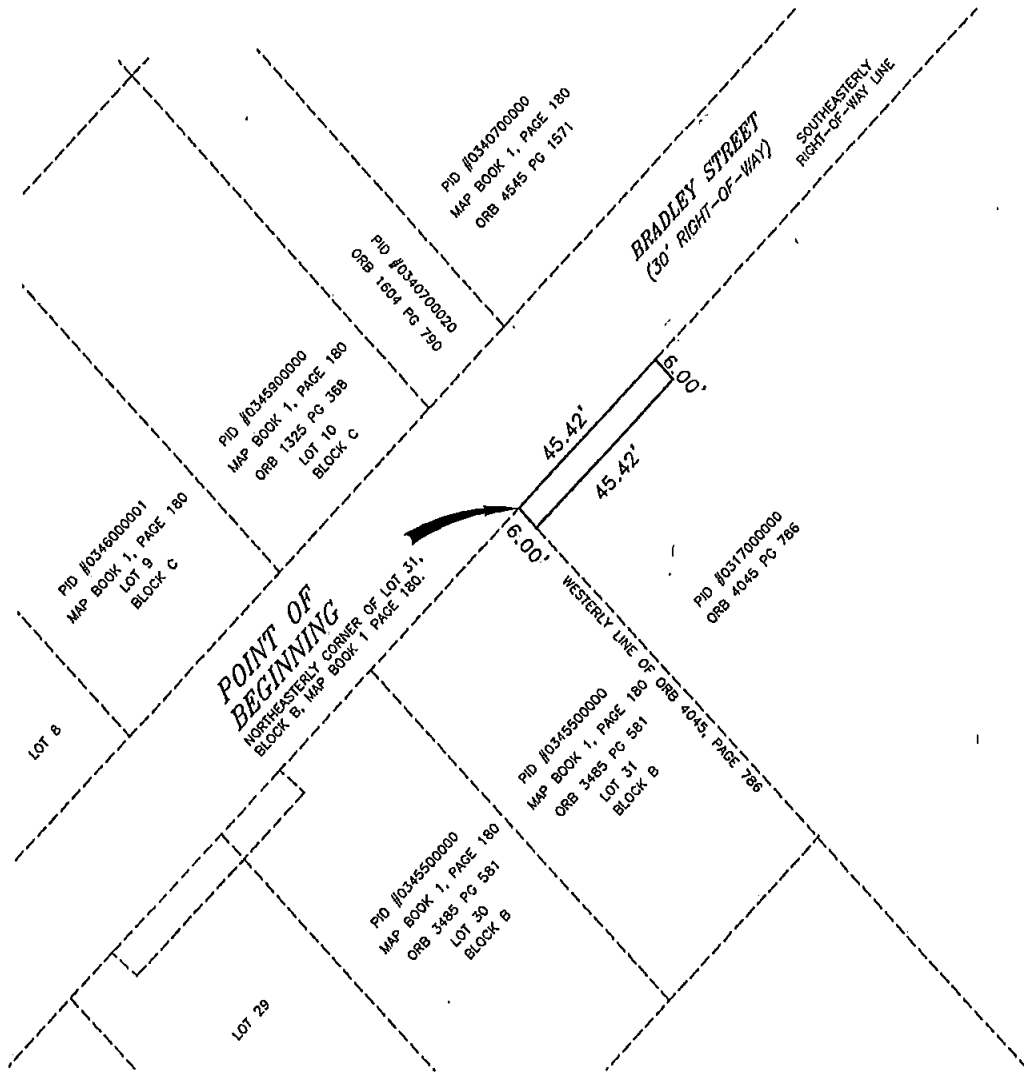 PID #0340700000
MAP BOOK 1, PAGE 180
ORB 4545 PG 1571
SOUTHEASTERLY
RIGHT-OF-WAY LINE
BRADLEY STREET
(30' RIGHT-OF-WAY)
PID #0340700020
ORB 1604 PG 790
PID #0345900000
MAP BOOK 1, PAGE 180
ORB 1325 PG 368
LOT 10
BLOCK C
6.00'
45.42'
45.42'
6.00'
PID #0346000001
MAP BOOK 1, PAGE 180
LOT 9
BLOCK C
PID #0317000000
ORB 4045 PG 786
POINT OF
BEGINNING
NORTHEASTERLY CORNER OF LOT 31,
BLOCK B, MAP BOOK 1 PAGE 180.
WESTERLY LINE OF ORB 4045, PAGE 786
LOT 8
PID #0345500000
MAP BOOK 1, PAGE 180
ORB 3485 PG 581
LOT 31
BLOCK B
PID #0345500000
MAP BOOK 1, PAGE 180
ORB 3485 PG 581
LOT 30
BLOCK B
LOT 29